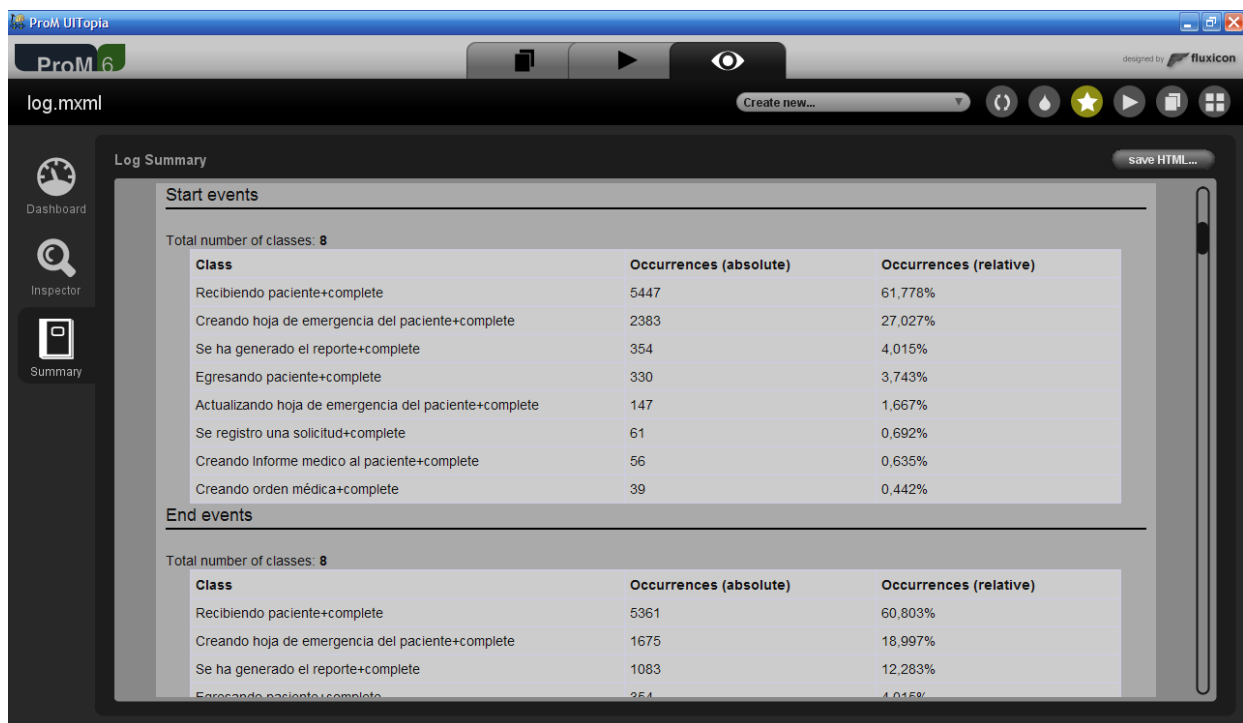 ProM UITopia
ProM 6
designed by fluxicon
log.mxml
Create new...
Log Summary
save HTML...
Dashboard
Inspector
Summary
Start events
Total number of classes: 8
Class Occurrences (absolute) Occurrences (relative)
Recibiendo paciente+complete 5447 61,778%
Creando hoja de emergencia del paciente+complete 2383 27,027%
Se ha generado el reporte+complete 354 4,015%
Egresando paciente+complete 330 3,743%
Actualizando hoja de emergencia del paciente+complete 147 1,667%
Se registro una solicitud+complete 61 0,692%
Creando Informe medico al paciente+complete 56 0,635%
Creando orden médica+complete 39 0,442%
End events
Total number of classes: 8
Class Occurrences (absolute) Occurrences (relative)
Recibiendo paciente+complete 5361 60,803%
Creando hoja de emergencia del paciente+complete 1675 18,997%
Se ha generado el reporte+complete 1083 12,283%
Egresando paciente+complete 354 4,015%